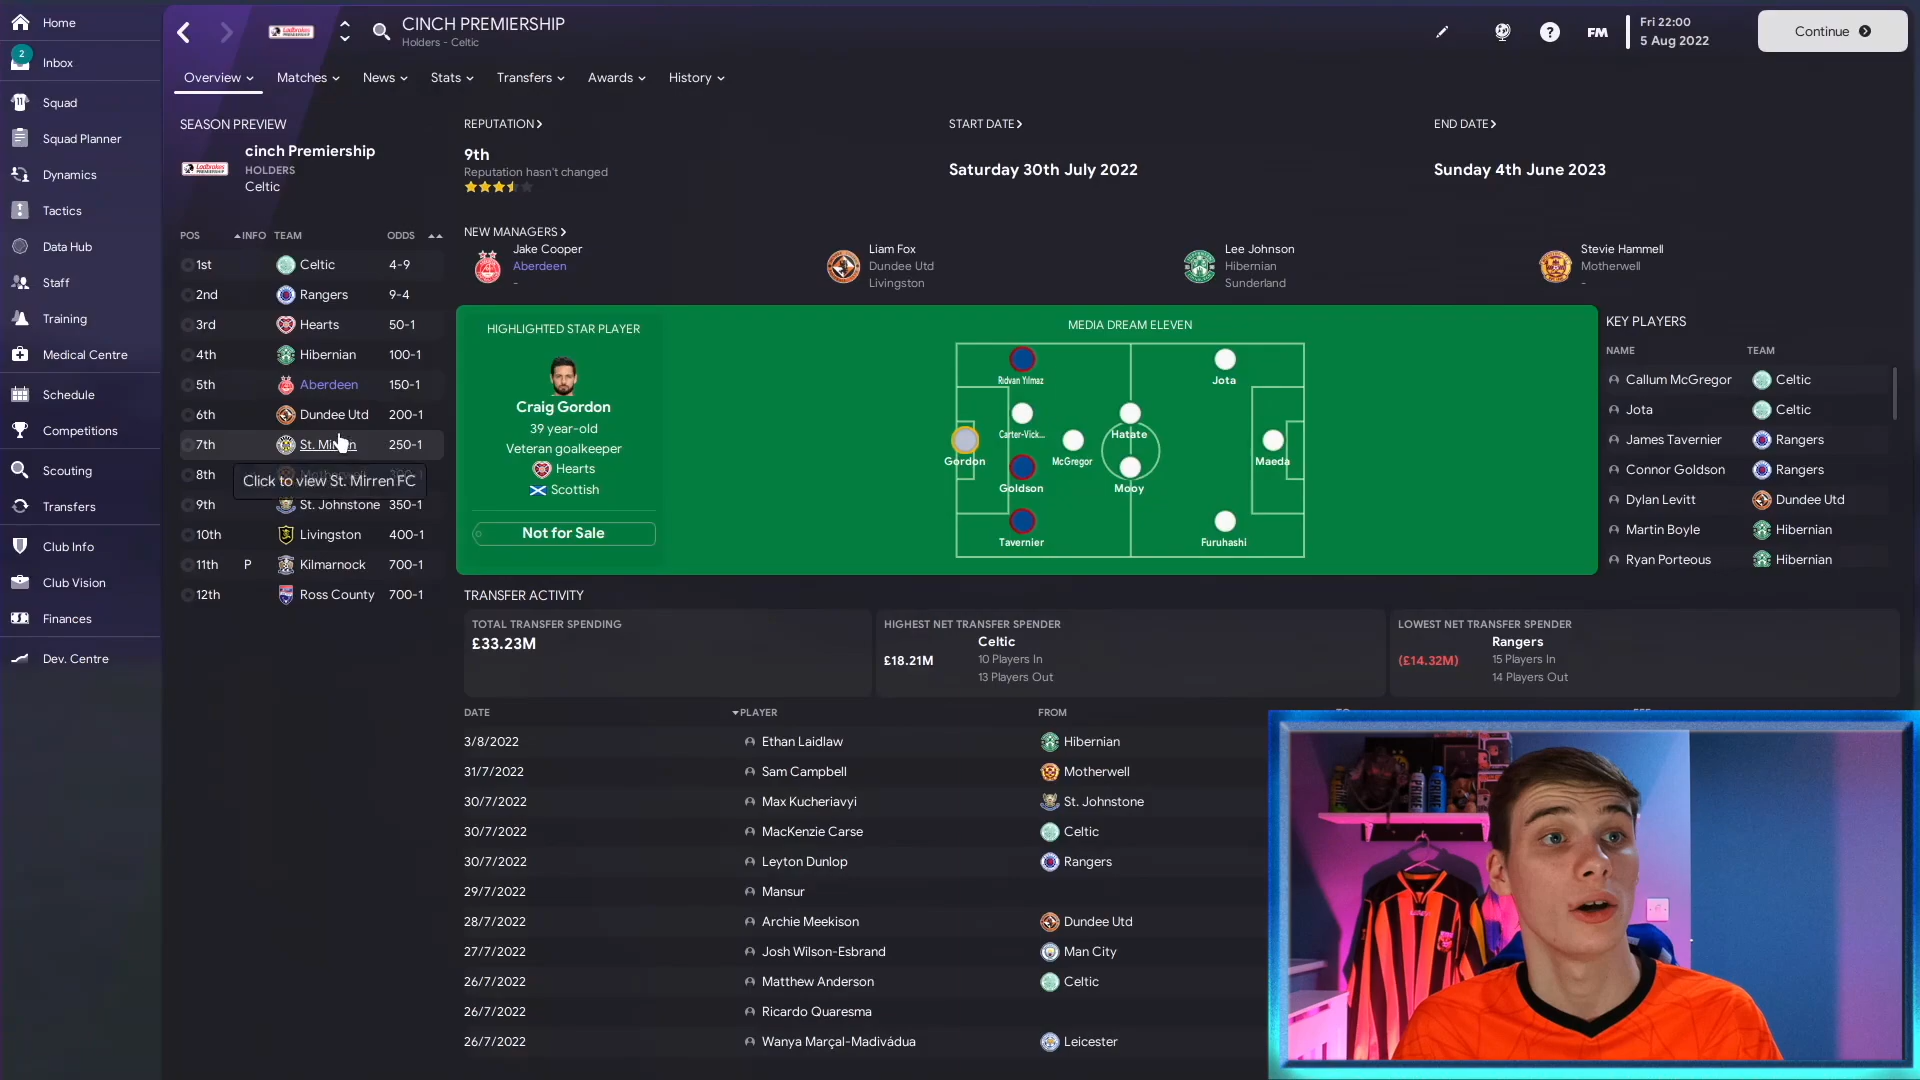 Home
2
Inbox
Squad
Squad Planner
Dynamics
Tactics
Data Hub
Staff
Training
Medical Centre
Schedule
Competitions
Scouting
Transfers
Club Info
Club Vision
Finances
Dev. Centre
CINCH PREMIERSHIP
Holders - Celtic
FM
Fri 22:00
5 Aug 2022
Continue
Overview
Matches
News
Stats
Transfers
Awards
History
SEASON PREVIEW
cinch Premiership
HOLDERS
Celtic
REPUTATION
9th
Reputation hasn't changed
START DATE
Saturday 30th July 2022
END DATE
Sunday 4th June 2023
NEW MANAGERS
Jake Cooper
Aberdeen
-
Liam Fox
Dundee Utd
Livingston
Lee Johnson
Hibernian
Sunderland
Stevie Hammell
Motherwell
-
POS INFO TEAM ODDS
1st Celtic 4-9
2nd Rangers 9-4
3rd Hearts 50-1
4th Hibernian 100-1
5th Aberdeen 150-1
6th Dundee Utd 200-1
7th St. Mirren 250-1
8th
Click to view St. Mirren FC
9th St. Johnstone 350-1
10th Livingston 400-1
11th P Kilmarnock 700-1
12th Ross County 700-1
HIGHLIGHTED STAR PLAYER
Craig Gordon
39 year-old
Veteran goalkeeper
Hearts
Scottish
Not for Sale
MEDIA DREAM ELEVEN
Ridvan Yilmaz
Jota
Carter-Vick...
Hatate
Gordon
McGregor
Maeda
Goldson
Mooy
Tavernier
Furuhashi
KEY PLAYERS
NAME TEAM
Callum McGregor Celtic
Jota Celtic
James Tavernier Rangers
Connor Goldson Rangers
Dylan Levitt Dundee Utd
Martin Boyle Hibernian
Ryan Porteous Hibernian
TRANSFER ACTIVITY
TOTAL TRANSFER SPENDING
£33.23M
HIGHEST NET TRANSFER SPENDER
Celtic
£18.21M
10 Players In
13 Players Out
LOWEST NET TRANSFER SPENDER
Rangers
(£14.32M)
15 Players In
14 Players Out
DATE PLAYER FROM
3/8/2022 Ethan Laidlaw Hibernian
31/7/2022 Sam Campbell Motherwell
30/7/2022 Max Kucheriavyi St. Johnstone
30/7/2022 MacKenzie Carse Celtic
30/7/2022 Leyton Dunlop Rangers
29/7/2022 Mansur
28/7/2022 Archie Meekison Dundee Utd
27/7/2022 Josh Wilson-Esbrand Man City
26/7/2022 Matthew Anderson Celtic
26/7/2022 Ricardo Quaresma
26/7/2022 Wanya Marçal-Madivádua Leicester